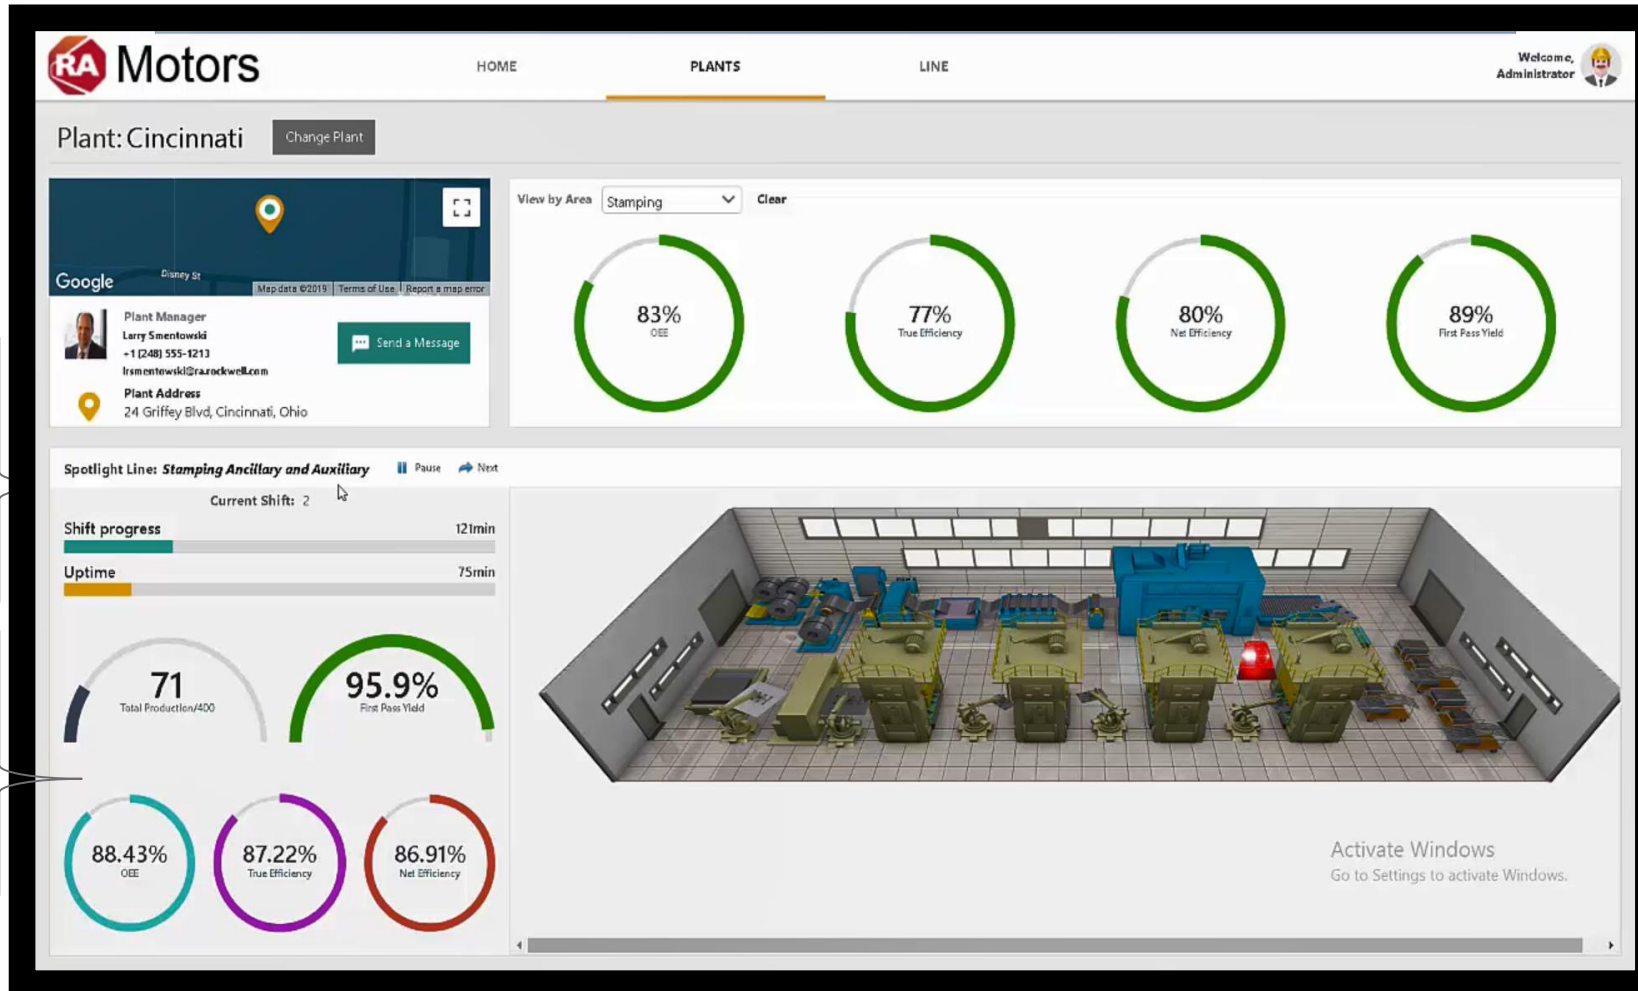 RA Motors
HOME
PLANTS
LINE
Welcome,
Administrator
Plant: Cincinnati
Change Plant
Google
Disney St
Map data ©2019
Terms of Use
Report a map error
Plant Manager
Larry Smentowski
+1 (248) 555-1213
lrsmentowski@ra.rockwell.com
Send a Message
Plant Address
24 Griffey Blvd, Cincinnati, Ohio
View by Area
Stamping
Clear
83%
OEE
77%
True Efficiency
80%
Net Efficiency
89%
First Pass Yield
Spotlight Line: Stamping Ancillary and Auxiliary
Pause
Next
Current Shift: 2
Shift progress
121min
Uptime
75min
71
Total Production/400
95.9%
First Pass Yield
88.43%
OEE
87.22%
True Efficiency
86.91%
Net Efficiency
Activate Windows
Go to Settings to activate Windows.